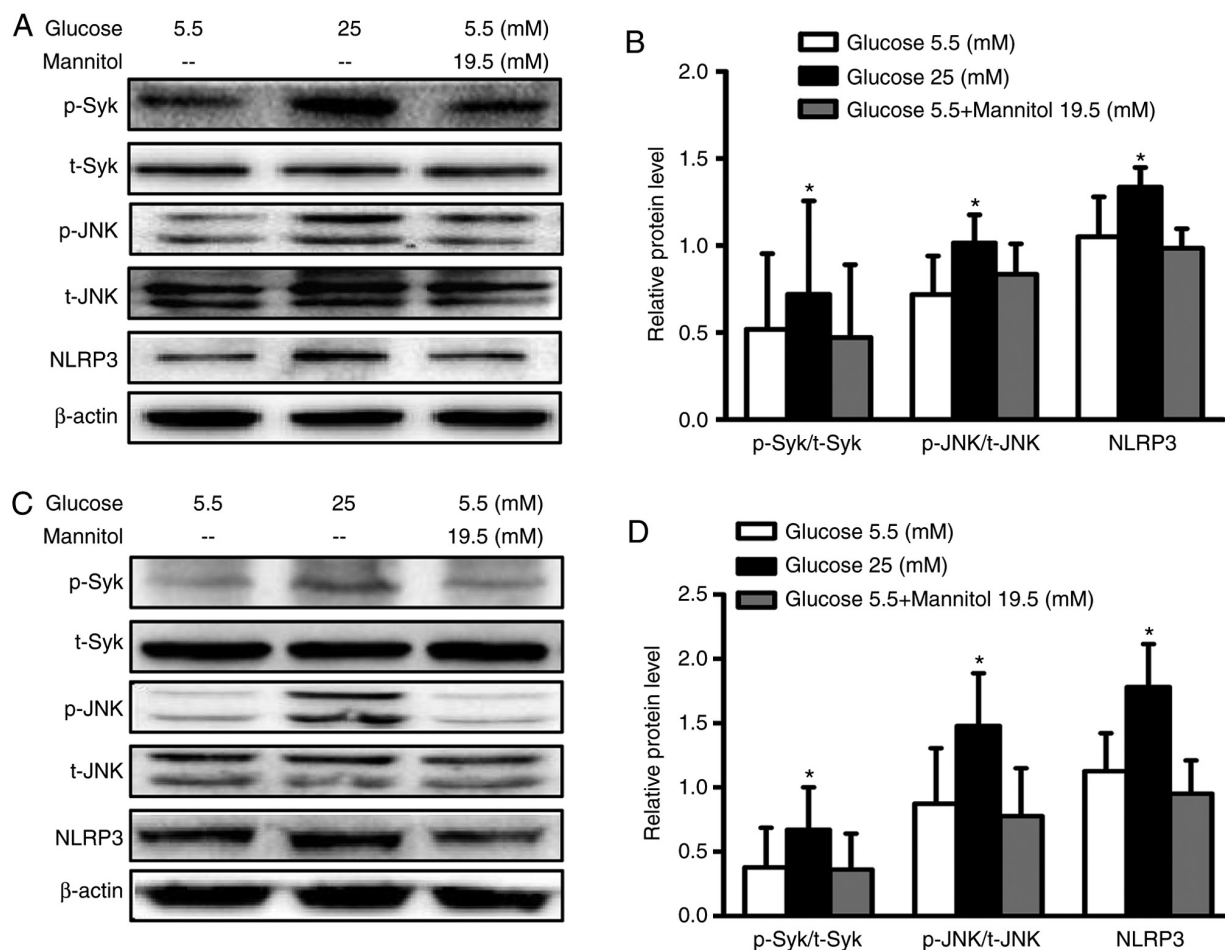 A
Glucose 5.5 25 5.5 (mM)
Mannitol -- -- 19.5 (mM)
p-Syk
t-Syk
p-JNK
t-JNK
NLRP3
β-actin
B
Glucose 5.5 (mM)
Glucose 25 (mM)
Glucose 5.5+Mannitol 19.5 (mM)
Relative protein level
2.0
1.5
1.0
0.5
0.0
* * *
p-Syk/t-Syk p-JNK/t-JNK NLRP3
C
Glucose 5.5 25 5.5 (mM)
Mannitol -- -- 19.5 (mM)
p-Syk
t-Syk
p-JNK
t-JNK
NLRP3
β-actin
D
Glucose 5.5 (mM)
Glucose 25 (mM)
Glucose 5.5+Mannitol 19.5 (mM)
Relative protein level
2.5
2.0
1.5
1.0
0.5
0.0
* * *
p-Syk/t-Syk p-JNK/t-JNK NLRP3